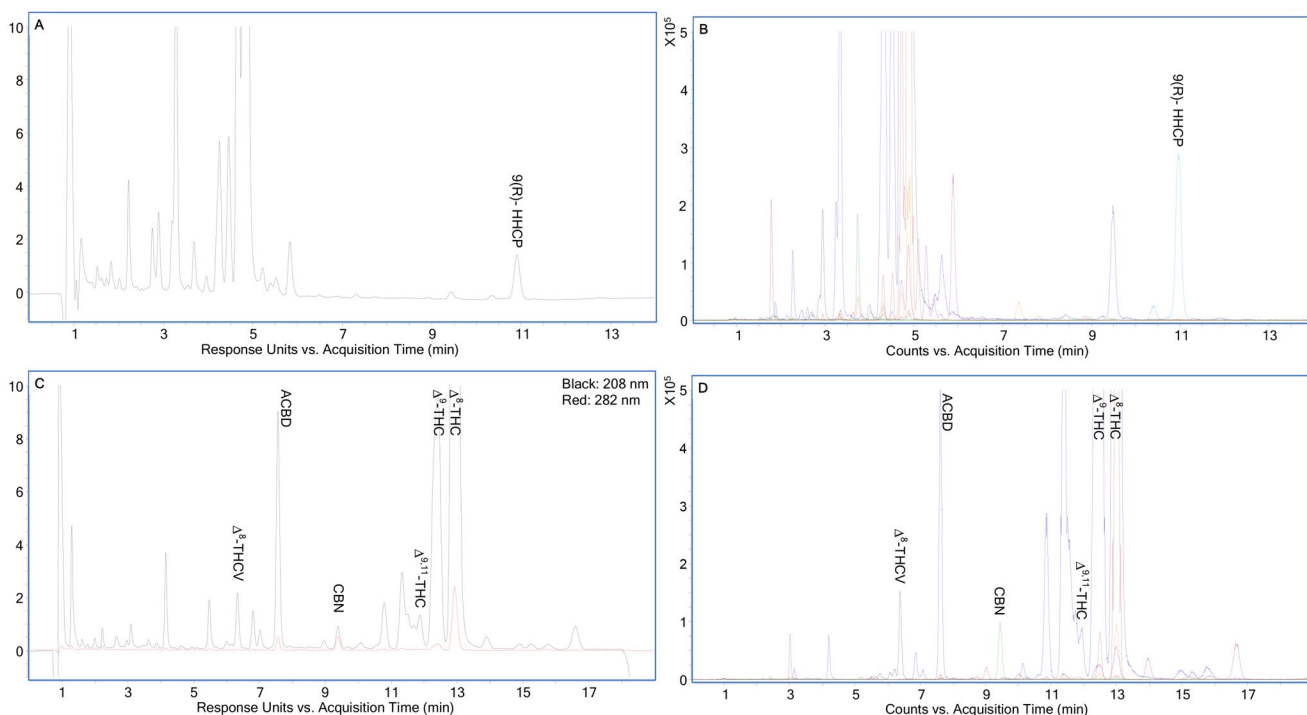 A
10
8
6
4
2
0
9(R)- HHCP
1 3 5 7 9 11 13
Response Units vs. Acquisition Time (min)
X10⁵
B
5
4
3
2
1
0
9(R)- HHCP
1 3 5 7 9 11 13
Counts vs. Acquisition Time (min)
C
10
8
6
4
2
0
Black: 208 nm
Red: 282 nm
Δ⁸-THCV
ACBD
CBN
Δ⁹,¹¹-THC
Δ⁹-THC
Δ⁸-THC
1 3 5 7 9 11 13 15 17
Response Units vs. Acquisition Time (min)
X10⁵
D
5
4
3
2
1
0
Δ⁸-THCV
ACBD
CBN
Δ⁹,¹¹-THC
Δ⁹-THC
Δ⁸-THC
1 3 5 7 9 11 13 15 17
Counts vs. Acquisition Time (min)